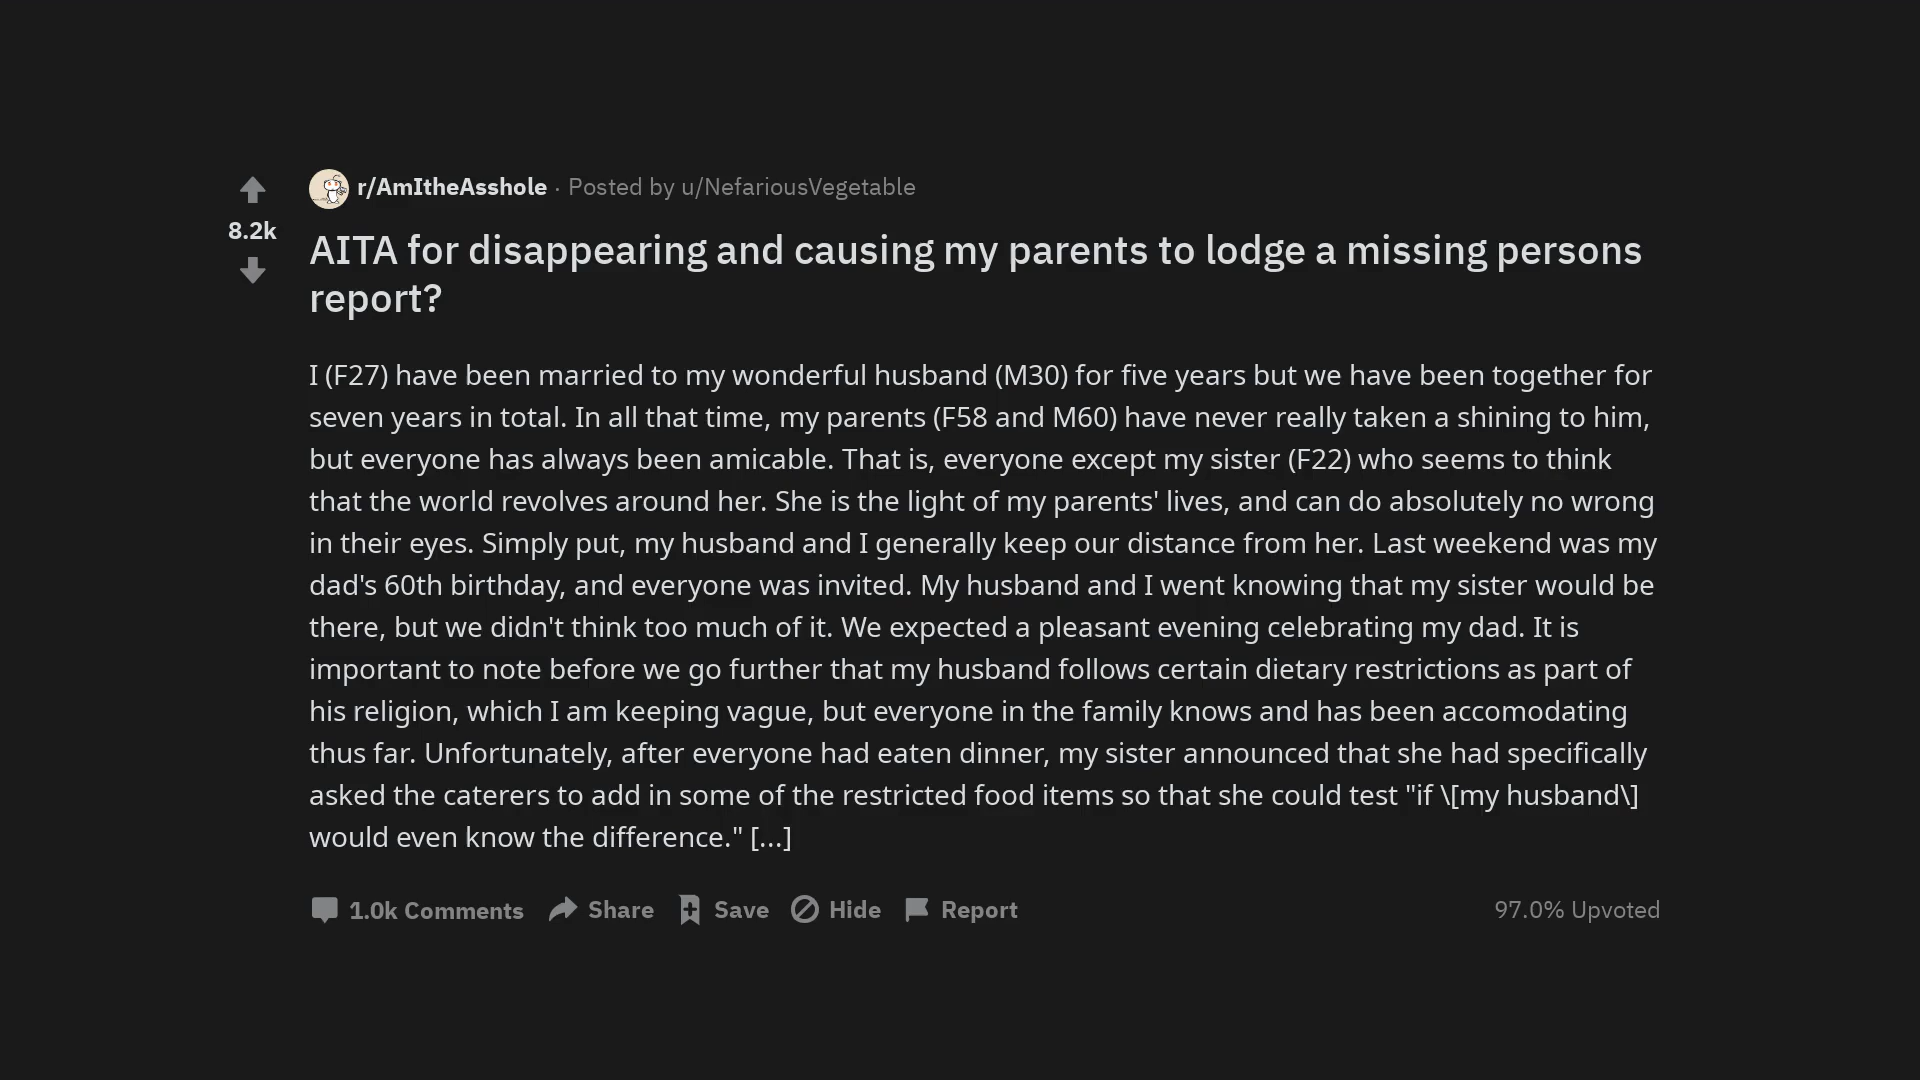 r/AmItheAsshole · Posted by u/NefariousVegetable
8.2k
AITA for disappearing and causing my parents to lodge a missing persons
report?
I (F27) have been married to my wonderful husband (M30) for five years but we have been together for
seven years in total. In all that time, my parents (F58 and M60) have never really taken a shining to him,
but everyone has always been amicable. That is, everyone except my sister (F22) who seems to think
that the world revolves around her. She is the light of my parents' lives, and can do absolutely no wrong
in their eyes. Simply put, my husband and I generally keep our distance from her. Last weekend was my
dad's 60th birthday, and everyone was invited. My husband and I went knowing that my sister would be
there, but we didn't think too much of it. We expected a pleasant evening celebrating my dad. It is
important to note before we go further that my husband follows certain dietary restrictions as part of
his religion, which I am keeping vague, but everyone in the family knows and has been accomodating
thus far. Unfortunately, after everyone had eaten dinner, my sister announced that she had specifically
asked the caterers to add in some of the restricted food items so that she could test "if \[my husband\]
would even know the difference." [...]
1.0k Comments Share Save Hide Report 97.0% Upvoted